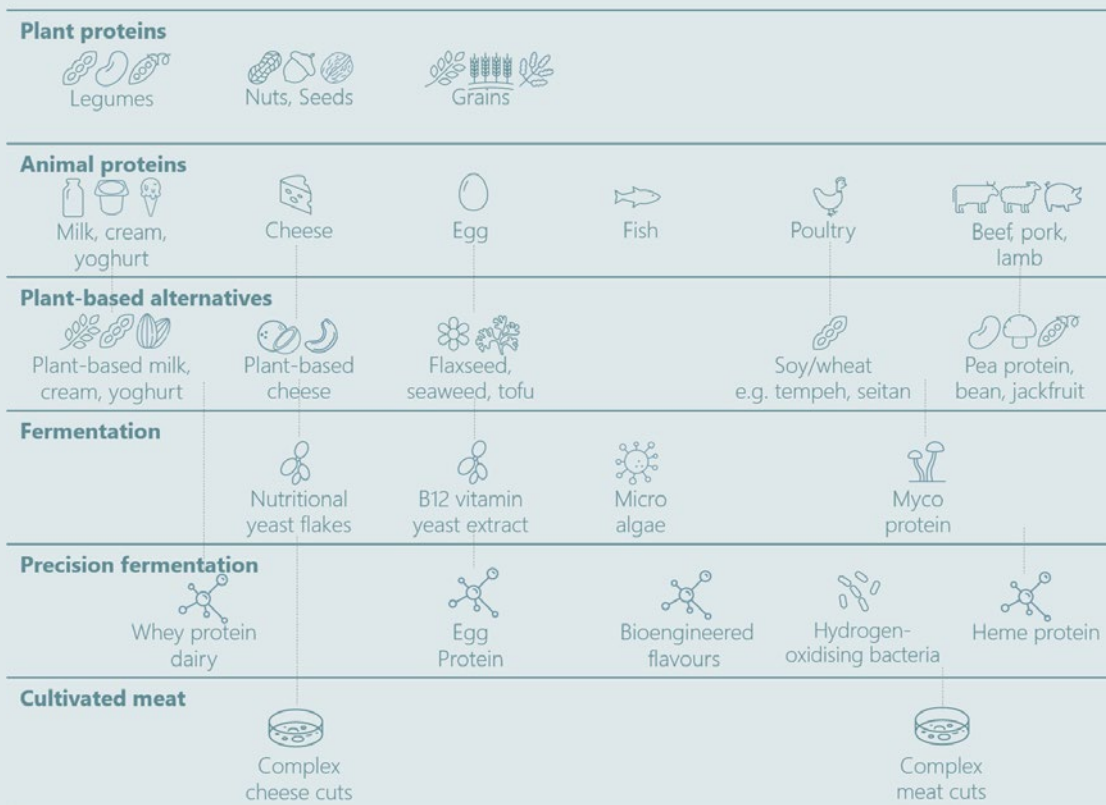 Plant proteins
Legumes
Nuts, Seeds
Grains
Animal proteins
Milk, cream,
yoghurt
Cheese
Egg
Fish
Poultry
Beef, pork,
lamb
Plant-based alternatives
Plant-based milk,
cream, yoghurt
Plant-based
cheese
Flaxseed,
seaweed, tofu
Soy/wheat
e.g. tempeh, seitan
Pea protein,
bean, jackfruit
Fermentation
Nutritional
yeast flakes
B12 vitamin
yeast extract
Micro
algae
Myco
protein
Precision fermentation
Whey protein
dairy
Egg
Protein
Bioengineered
flavours
Hydrogen-
oxidising bacteria
Heme protein
Cultivated meat
Complex
cheese cuts
Complex
meat cuts